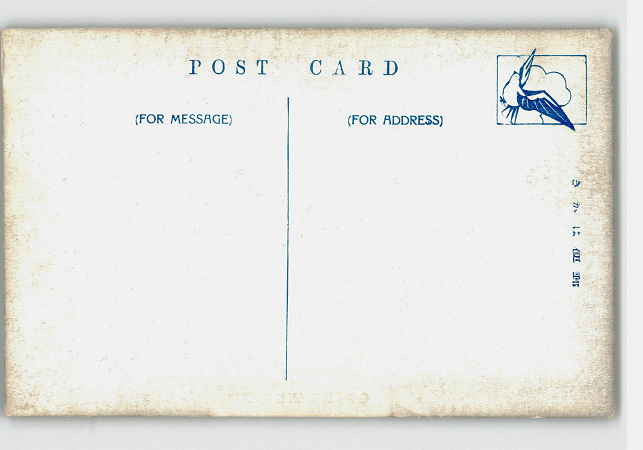 POST CARD
(FOR MESSAGE)
(FOR ADDRESS)